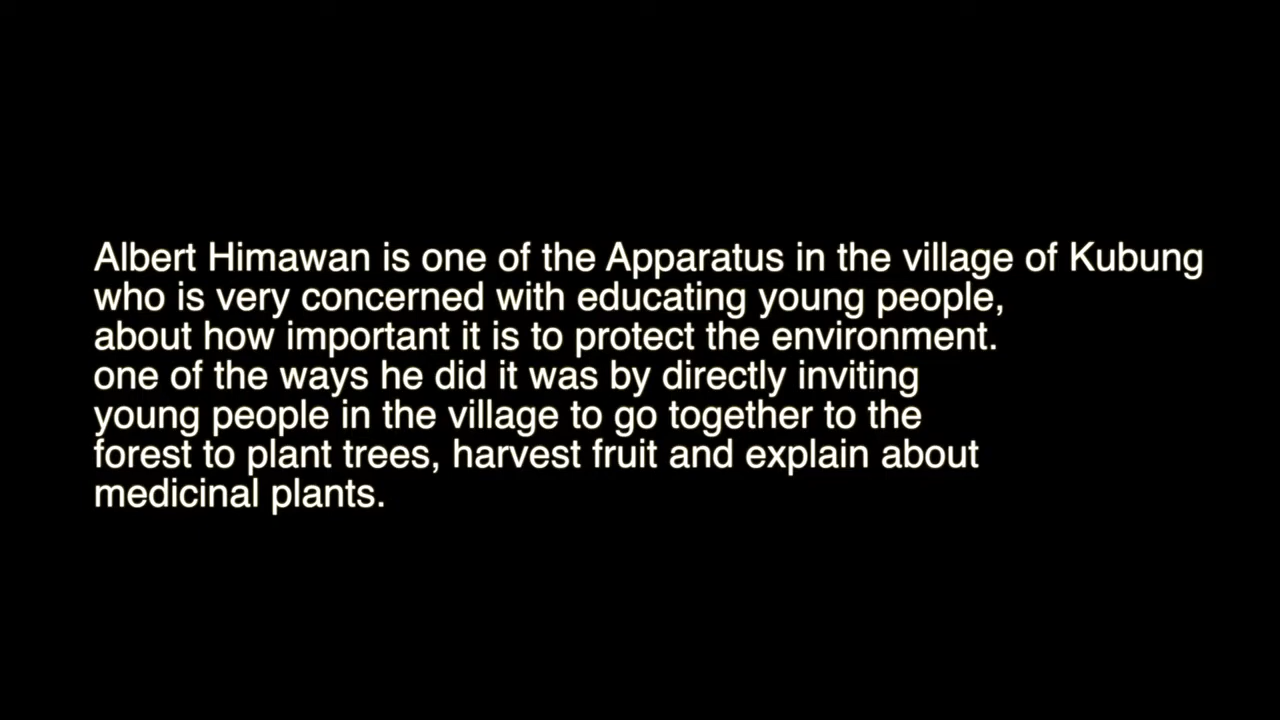 Albert Himawan is one of the Apparatus in the village of Kubung
who is very concerned with educating young people,
about how important it is to protect the environment.
one of the ways he did it was by directly inviting
young people in the village to go together to the
forest to plant trees, harvest fruit and explain about
medicinal plants.